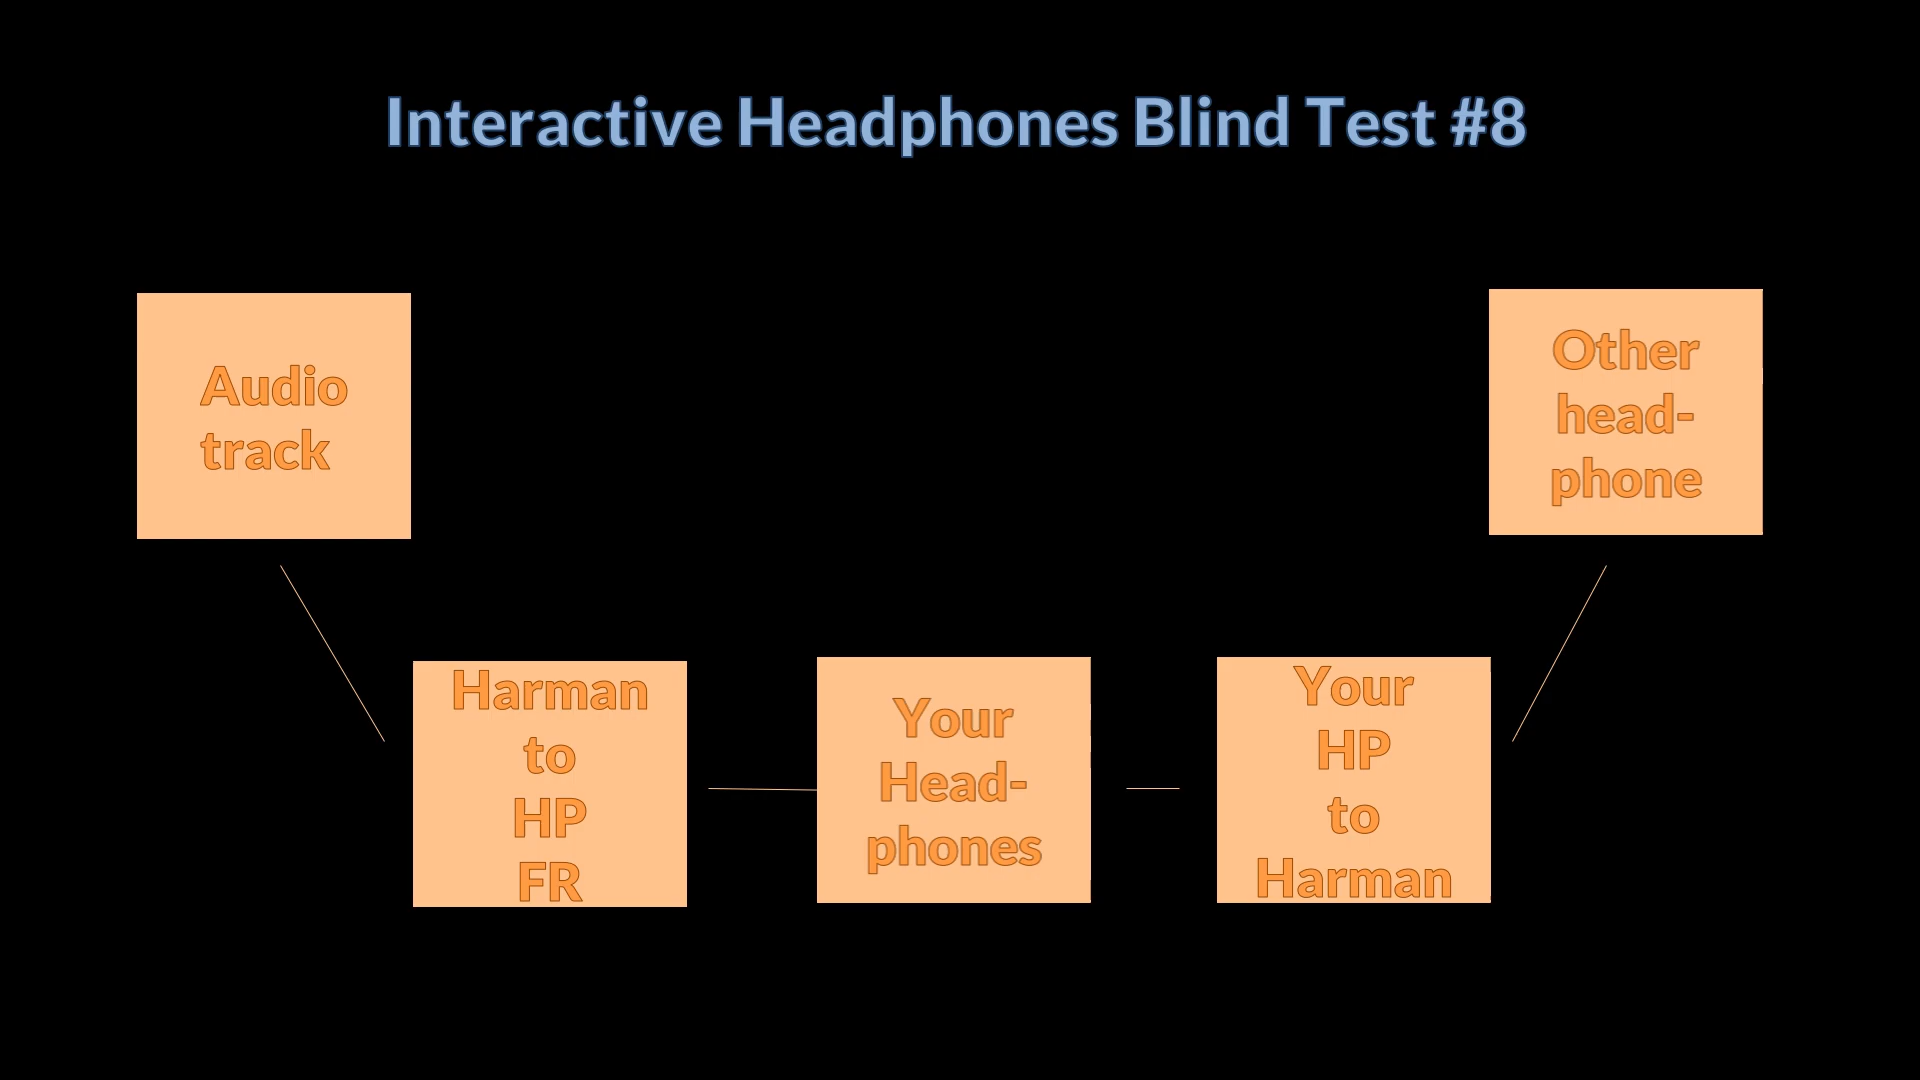 Interactive Headphones Blind Test #8
Audio
track
Harman
to
HP
FR
Your
Head-
phones
Your
HP
to
Harman
Other
head-
phone